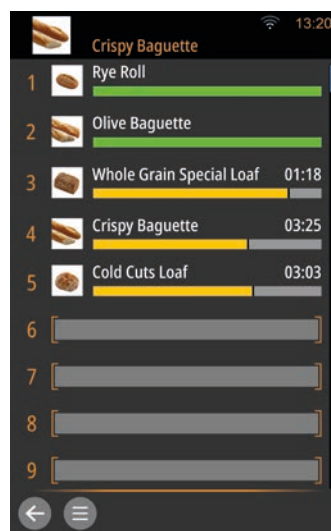 13:20
Crispy Baguette
1 Rye Roll
2 Olive Baguette
3 Whole Grain Special Loaf 01:18
4 Crispy Baguette 03:25
5 Cold Cuts Loaf 03:03
6
7
8
9